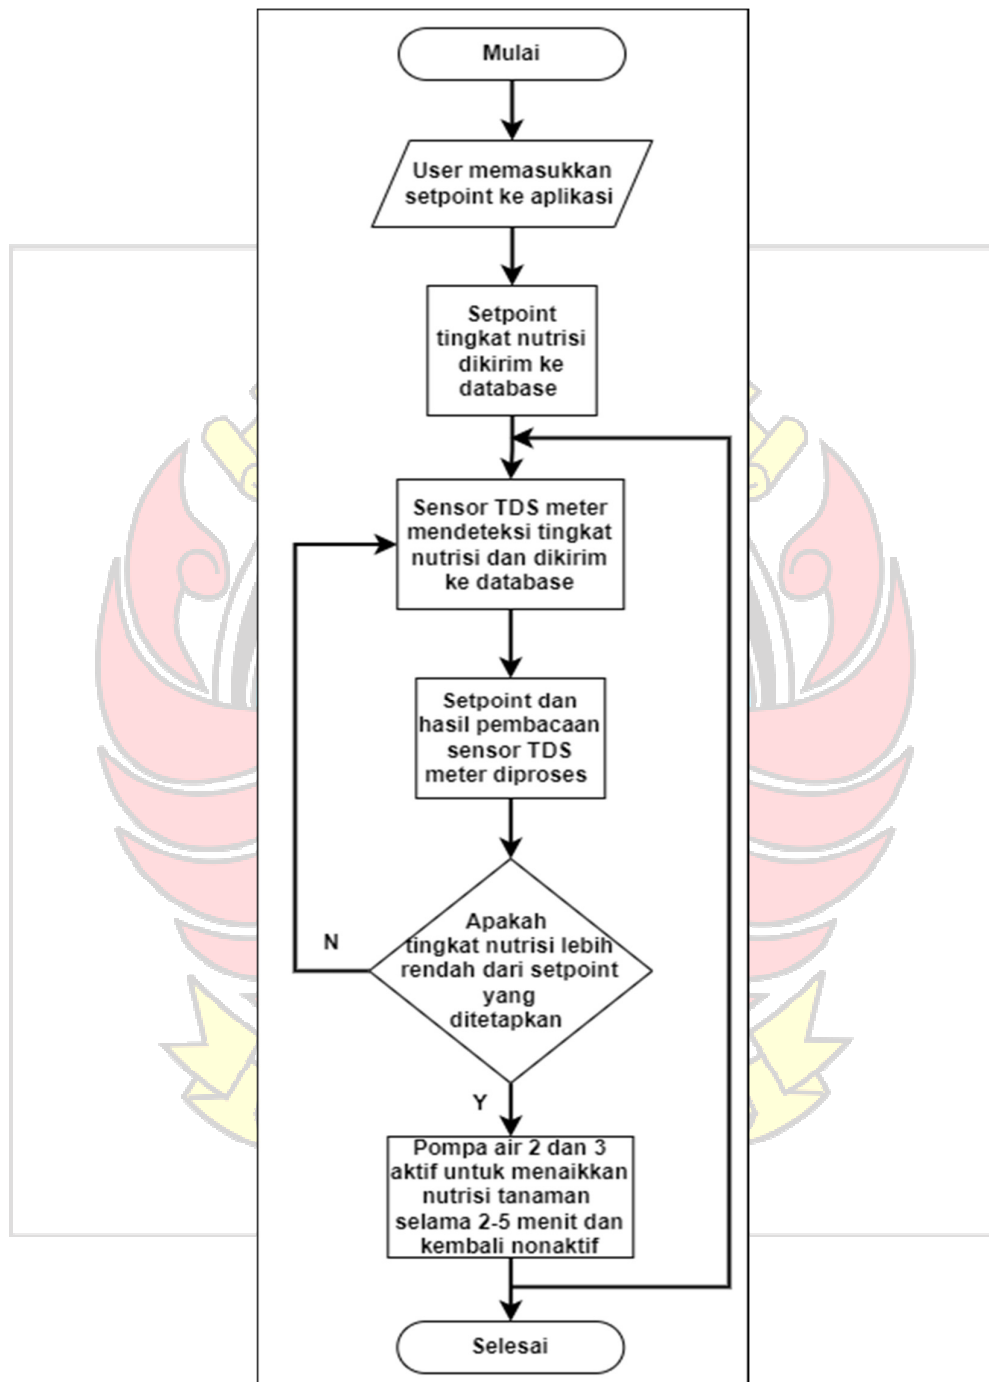 Mulai
User memasukkan
setpoint ke aplikasi
Setpoint
tingkat nutrisi
dikirim ke
database
Sensor TDS meter
mendeteksi tingkat
nutrisi dan dikirim
ke database
Setpoint dan
hasil pembacaan
sensor TDS
meter diproses
Apakah
tingkat nutrisi lebih
rendah dari setpoint
yang
ditetapkan
N
Y
Pompa air 2 dan 3
aktif untuk menaikkan
nutrisi tanaman
selama 2-5 menit dan
kembali nonaktif
Selesai